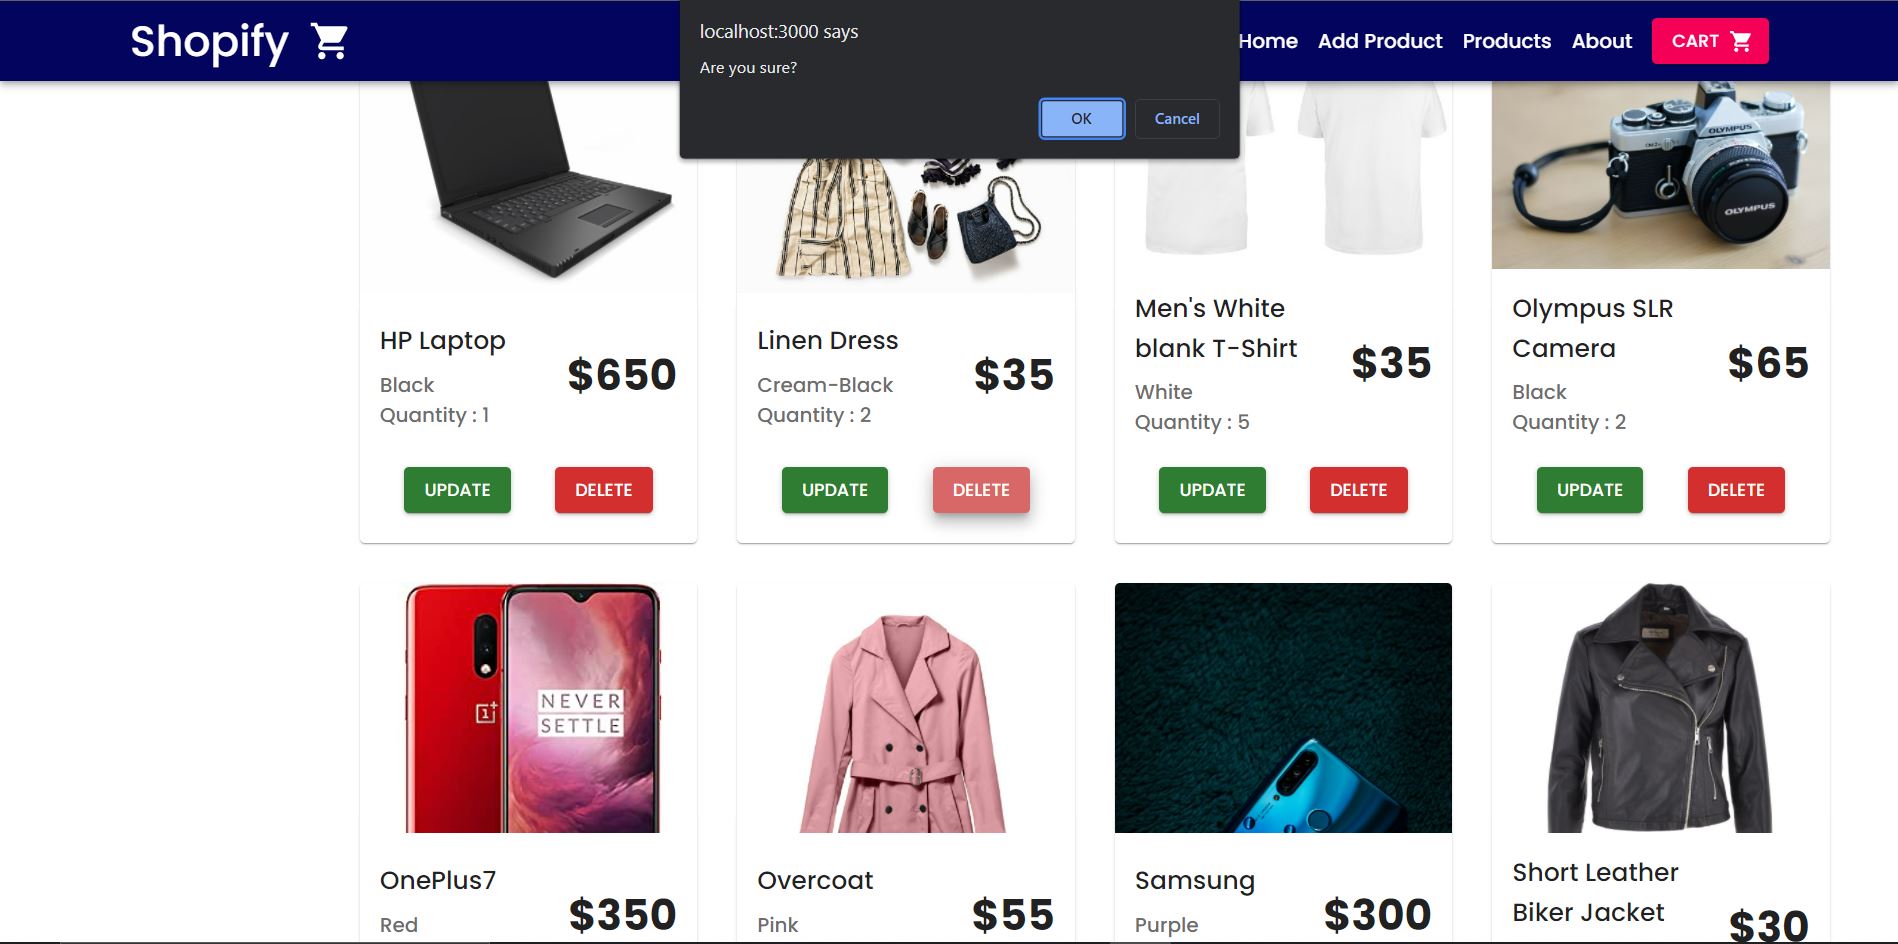 Shopify
localhost:3000 says
Are you sure?
OK
Cancel
Home
Add Product
Products
About
CART
OLYMPUS
OLYMPUS
HP Laptop
$650
Black
Quantity : 1
UPDATE
DELETE
Linen Dress
$35
Cream-Black
Quantity : 2
UPDATE
DELETE
Men's White
blank T-Shirt
$35
White
Quantity : 5
UPDATE
DELETE
Olympus SLR
Camera
$65
Black
Quantity : 2
UPDATE
DELETE
NEVER
SETTLE
OnePlus7
$350
Red
Overcoat
$55
Pink
Samsung
$300
Purple
Short Leather
Biker Jacket
$30